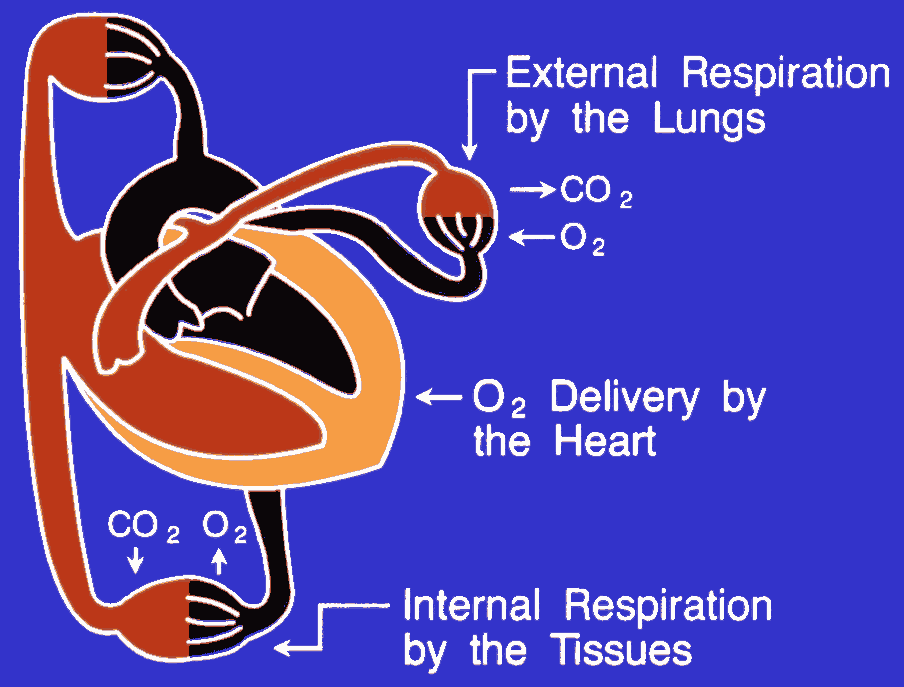 External Respiration
by the Lungs
CO₂
O₂
O₂ Delivery by
the Heart
CO₂ O₂
Internal Respiration
by the Tissues